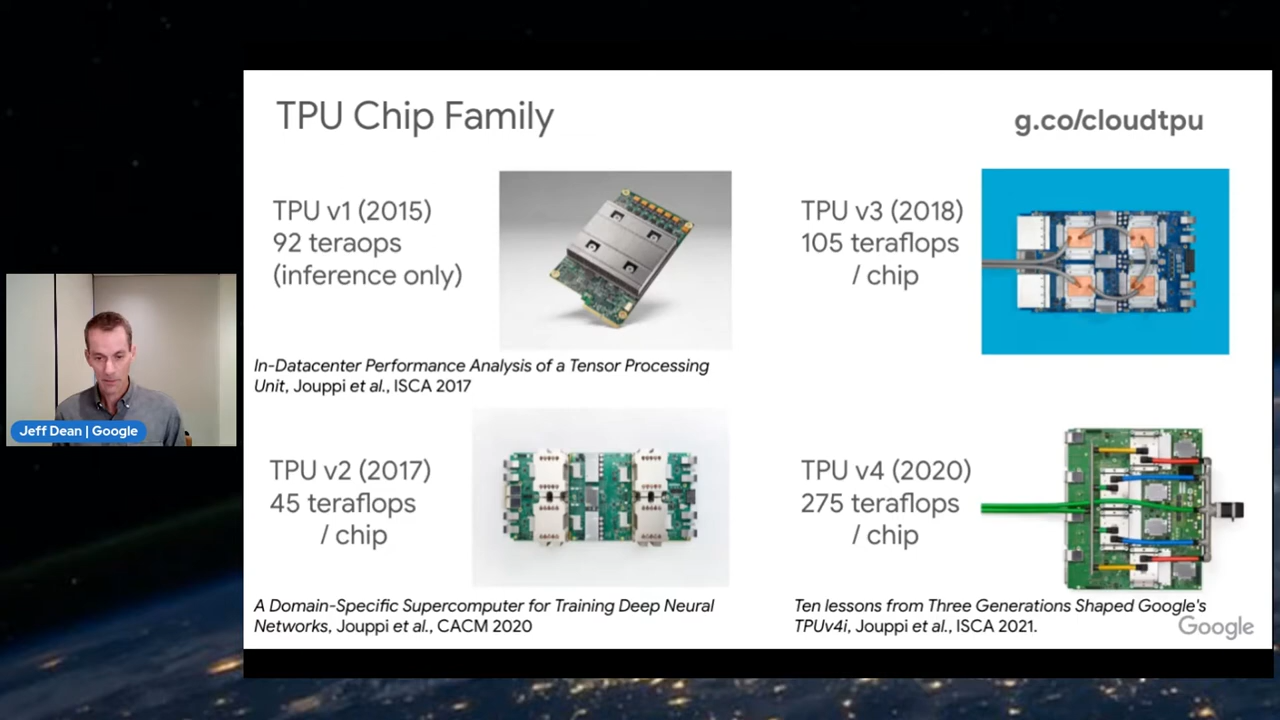 TPU Chip Family
g.co/cloudtpu
TPU v1 (2015)
92 teraops
(inference only)
In-Datacenter Performance Analysis of a Tensor Processing
Unit, Jouppi et al., ISCA 2017
TPU v3 (2018)
105 teraflops
/ chip
TPU v2 (2017)
45 teraflops
/ chip
A Domain-Specific Supercomputer for Training Deep Neural
Networks, Jouppi et al., CACM 2020
TPU v4 (2020)
275 teraflops
/ chip
Ten lessons from Three Generations Shaped Google's
TPUv4i, Jouppi et al., ISCA 2021.
Google
Jeff Dean | Google